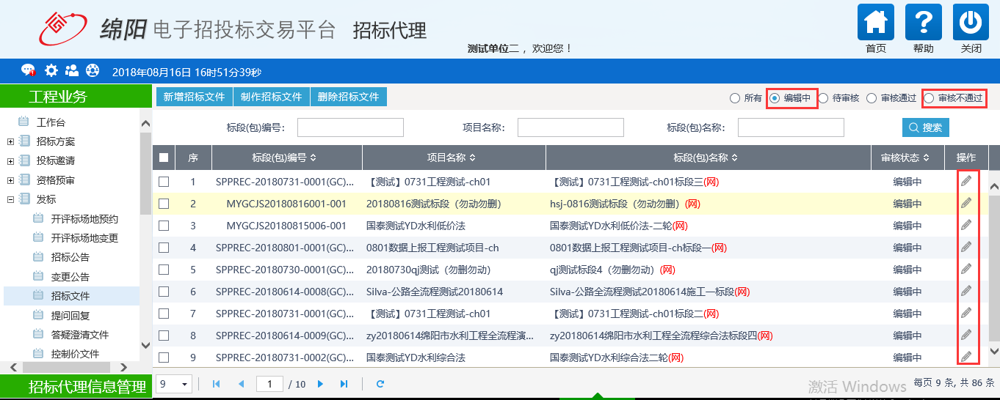 绵阳 电子招投标交易平台 招标代理
测试单位二 ，欢迎您！
首页 帮助 关闭
2018年08月16日 16时51分39秒
工程业务
新增招标文件 制作招标文件 删除招标文件 所有 编辑中 待审核 审核通过 审核不通过
工作台
招标方案
投标邀请
资格预审
发标
开评标场地预约
开评标场地变更
招标公告
变更公告
招标文件
提问回复
答疑澄清文件
控制价文件
招标代理信息管理
标段(包)编号： 项目名称： 标段(包)名称： 搜索
序 标段(包)编号 项目名称 标段(包)名称 审核状态 操作
1 SPPREC-20180731-0001(GC)... 【测试】0731工程测试-ch01 【测试】0731工程测试-ch01标段三(网) 编辑中
2 MYGCJS20180816001-001 20180816测试标段（勿动勿删） hsj-0816测试标段（勿动勿删）(网) 编辑中
3 MYGCJS20180815006-001 国泰测试YD水利低价法 国泰测试YD水利低价法-二轮(网) 编辑中
4 SPPREC-20180801-0001(GC)... 0801数据上报工程测试项目-ch 0801数据上报工程测试项目-ch标段一(网) 编辑中
5 SPPREC-20180730-0001(GC)... 20180730qj测试（勿删勿动） qj测试标段4（勿删勿动）(网) 编辑中
6 SPPREC-20180614-0008(GC)... Silva-公路全流程测试20180614 Silva-公路全流程测试20180614施工一标段(网) 编辑中
7 SPPREC-20180731-0001(GC)... 【测试】0731工程测试-ch01 【测试】0731工程测试-ch01标段二(网) 编辑中
8 SPPREC-20180614-0009(GC)... zy20180614绵阳市水利工程全流程演... zy20180614绵阳市水利工程全流程综合法标段四(网) 编辑中
9 SPPREC-20180731-0002(GC)... 国泰测试YD水利综合法 国泰测试YD水利综合法二轮(网) 编辑中
9 1 / 10 每页 9 条, 共 86 条
激活 Windows